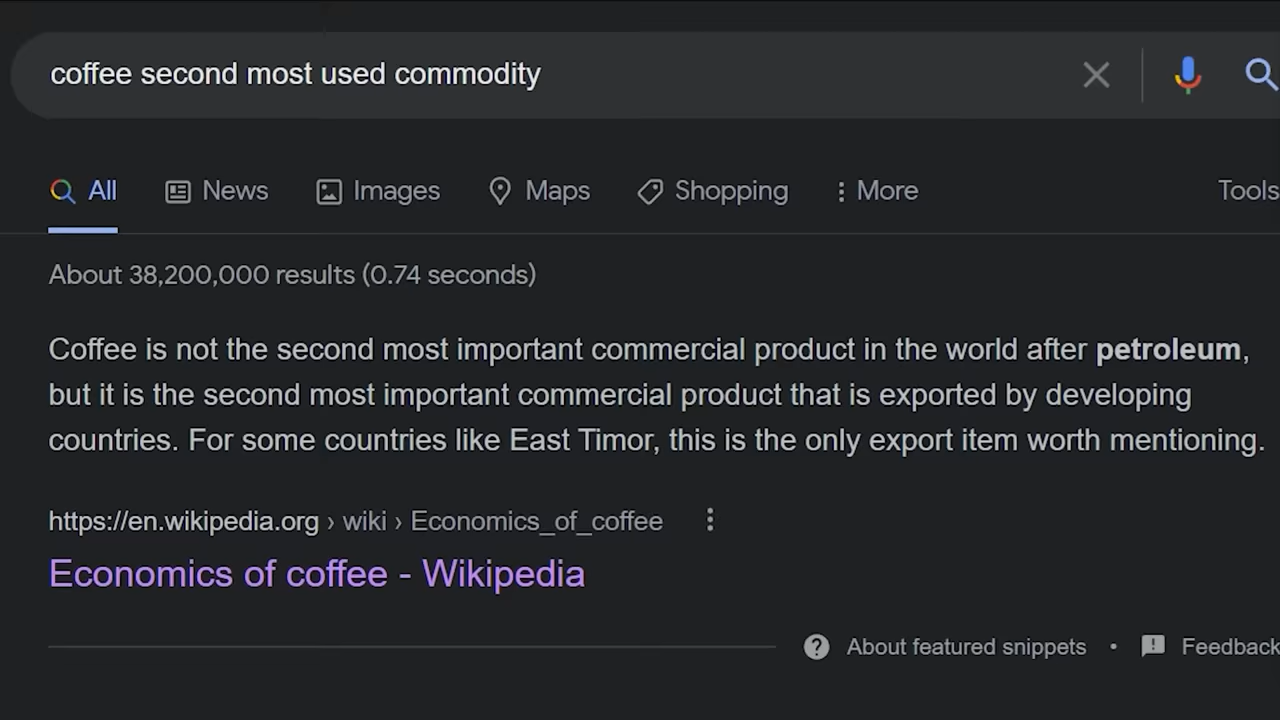 coffee second most used commodity
All News Images Maps Shopping More Tools
About 38,200,000 results (0.74 seconds)
Coffee is not the second most important commercial product in the world after petroleum,
but it is the second most important commercial product that is exported by developing
countries. For some countries like East Timor, this is the only export item worth mentioning.
https://en.wikipedia.org › wiki › Economics_of_coffee
Economics of coffee - Wikipedia
About featured snippets • Feedback